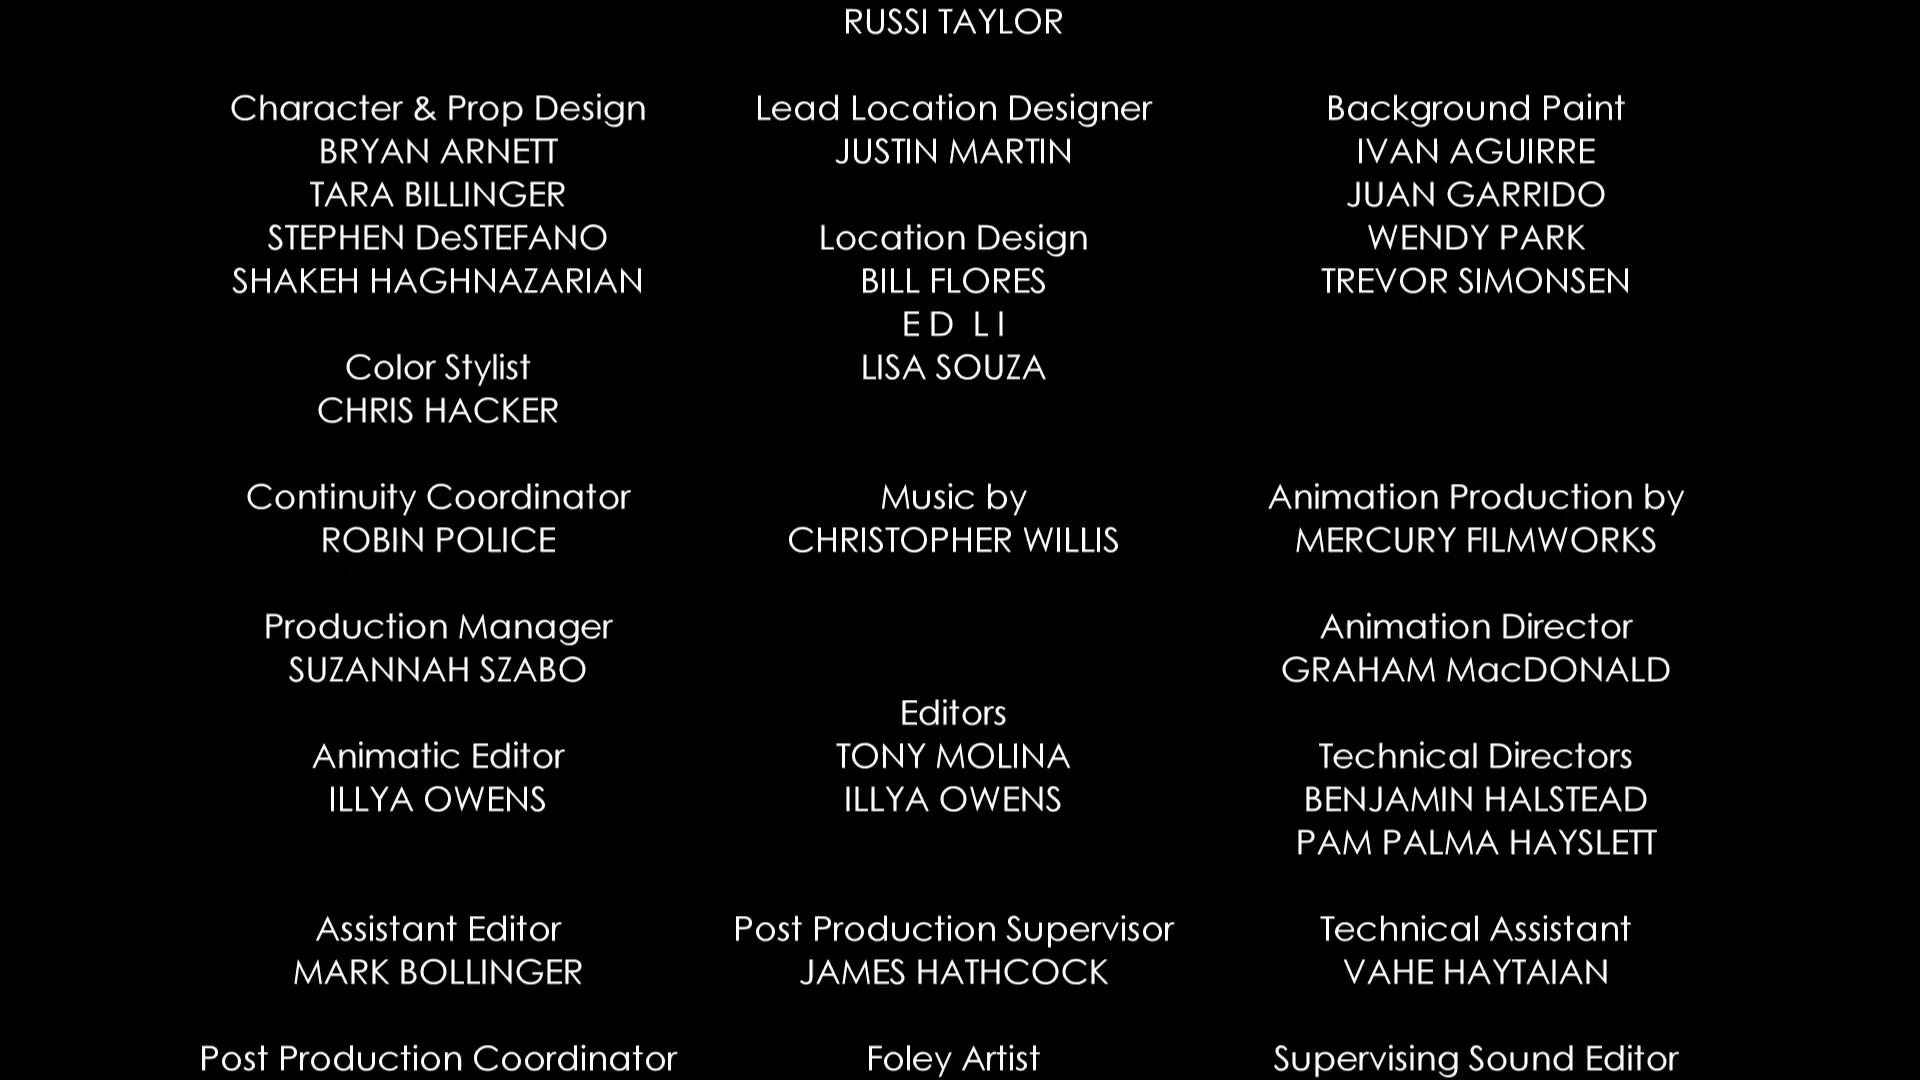 RUSSI TAYLOR
Character & Prop Design
BRYAN ARNETT
TARA BILLINGER
STEPHEN DeSTEFANO
SHAKEH HAGHNAZARIAN
Lead Location Designer
JUSTIN MARTIN
Location Design
BILL FLORES
E D  L I
LISA SOUZA
Background Paint
IVAN AGUIRRE
JUAN GARRIDO
WENDY PARK
TREVOR SIMONSEN
Color Stylist
CHRIS HACKER
Continuity Coordinator
ROBIN POLICE
Music by
CHRISTOPHER WILLIS
Animation Production by
MERCURY FILMWORKS
Production Manager
SUZANNAH SZABO
Animation Director
GRAHAM MacDONALD
Animatic Editor
ILLYA OWENS
Editors
TONY MOLINA
ILLYA OWENS
Technical Directors
BENJAMIN HALSTEAD
PAM PALMA HAYSLETT
Assistant Editor
MARK BOLLINGER
Post Production Supervisor
JAMES HATHCOCK
Technical Assistant
VAHE HAYTAIAN
Post Production Coordinator
Foley Artist
Supervising Sound Editor